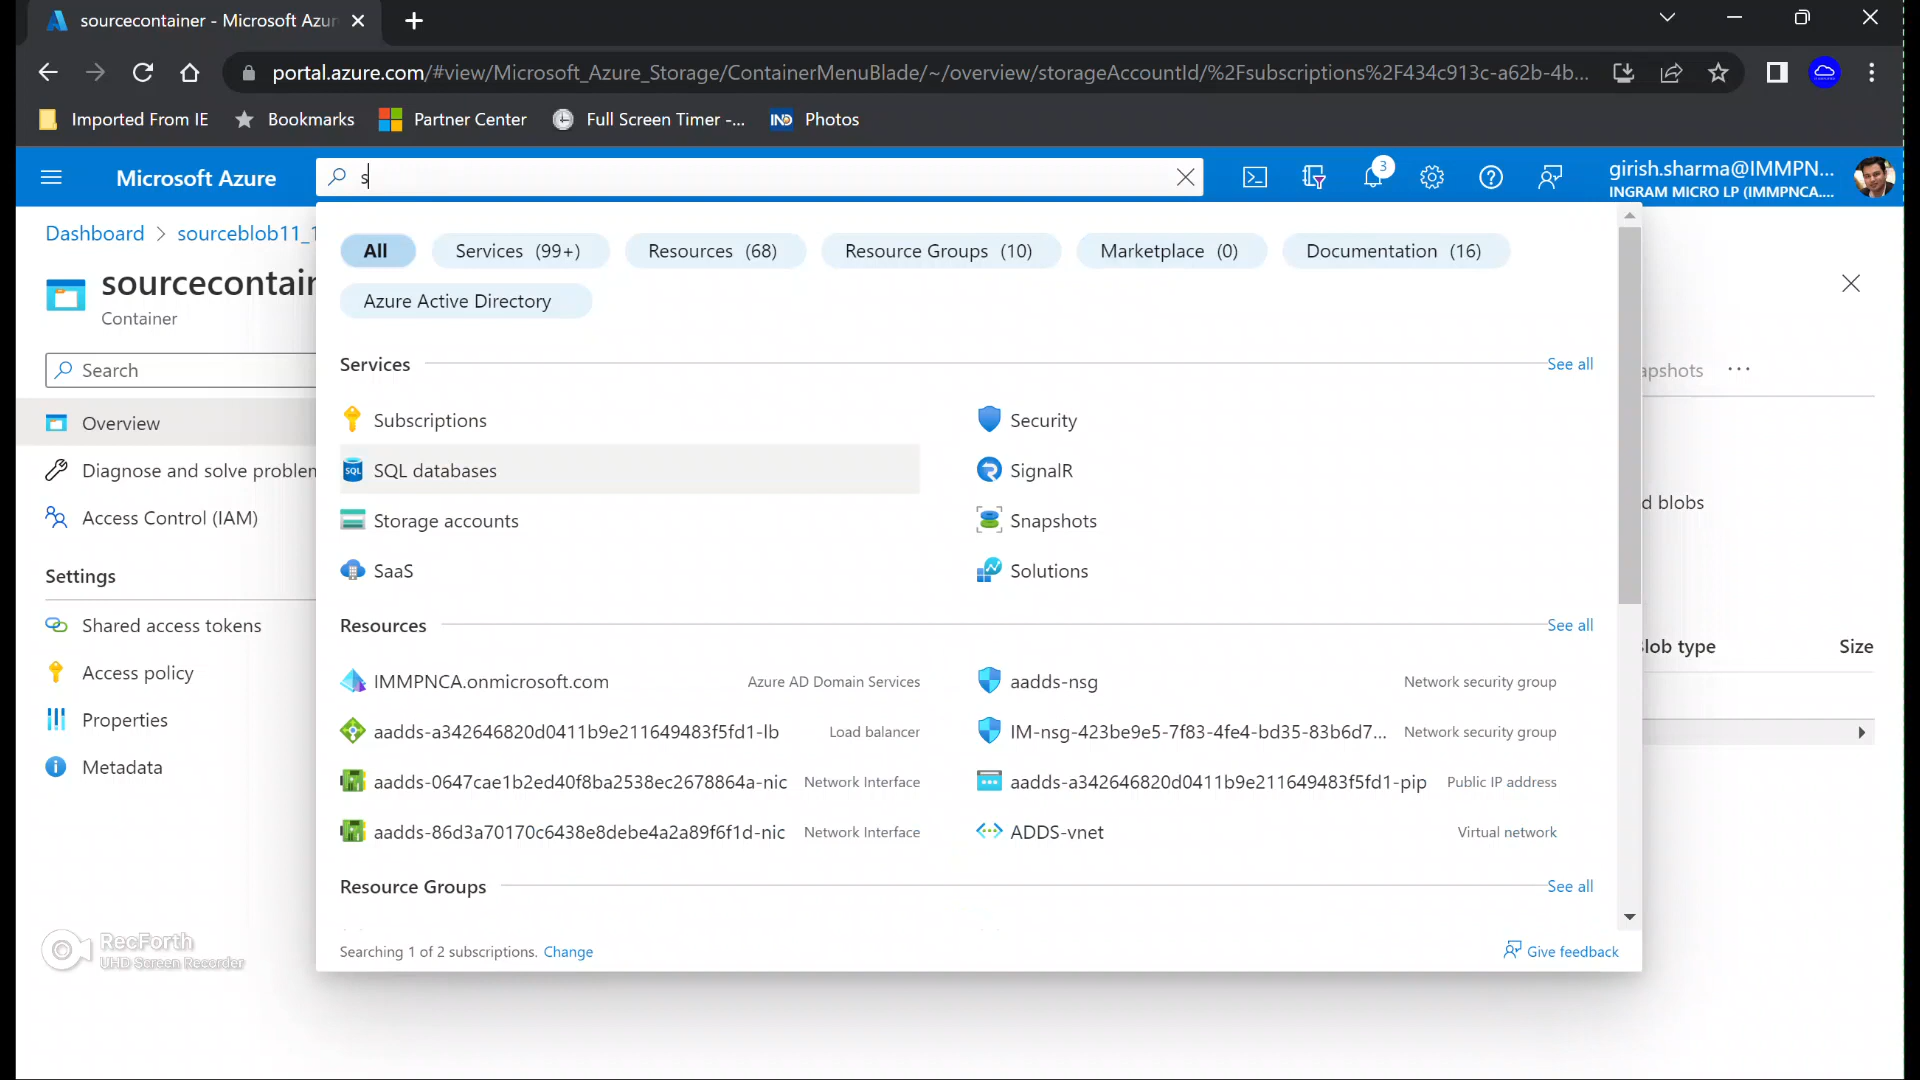 sourcecontainer - Microsoft Azur
portal.azure.com/#view/Microsoft_Azure_Storage/ContainerMenuBlade/~/overview/storageAccountId/%2Fsubscriptions%2F434c913c-a62b-4b...
Imported From IE
Bookmarks
Partner Center
Full Screen Timer -...
IND
Photos
Microsoft Azure
s
3
girish.sharma@IMMPN...
INGRAM MICRO LP (IMMPNCA....
Dashboard > sourceblob11_1
sourcecontain
Container
Search
Overview
Diagnose and solve problem
Access Control (IAM)
Settings
Shared access tokens
Access policy
Properties
Metadata
All
Services (99+)
Resources (68)
Resource Groups (10)
Marketplace (0)
Documentation (16)
Azure Active Directory
Services
See all
Subscriptions
Security
SQL
SQL databases
SignalR
Storage accounts
Snapshots
SaaS
Solutions
Resources
See all
IMMPNCA.onmicrosoft.com Azure AD Domain Services
aadds-nsg Network security group
aadds-a342646820d0411b9e211649483f5fd1-lb Load balancer
IM-nsg-423be9e5-7f83-4fe4-bd35-83b6d7... Network security group
aadds-0647cae1b2ed40f8ba2538ec2678864a-nic Network Interface
aadds-a342646820d0411b9e211649483f5fd1-pip Public IP address
aadds-86d3a70170c6438e8debe4a2a89f6f1d-nic Network Interface
ADDS-vnet Virtual network
Resource Groups
See all
Searching 1 of 2 subscriptions. Change
Give feedback
apshots ...
d blobs
lob type
Size
RecForth
UHD Screen Recorder